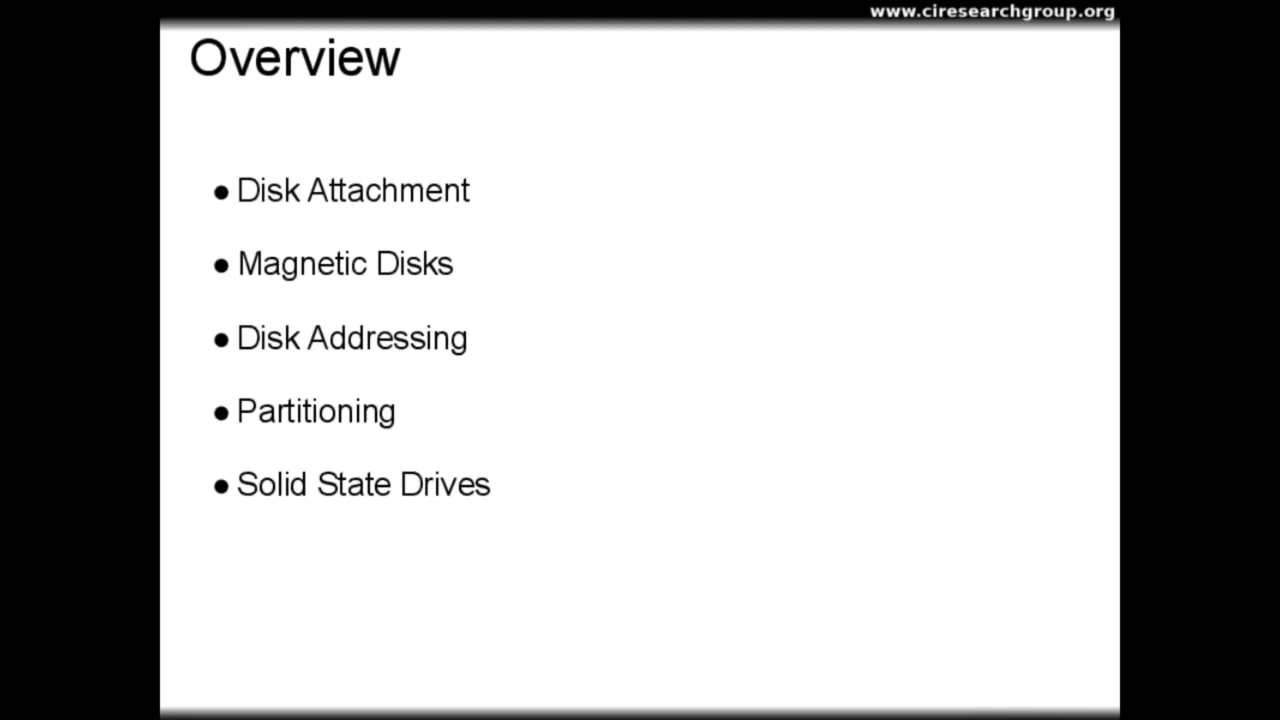 www.ciresearchgroup.org
Overview
● Disk Attachment
● Magnetic Disks
● Disk Addressing
● Partitioning
● Solid State Drives